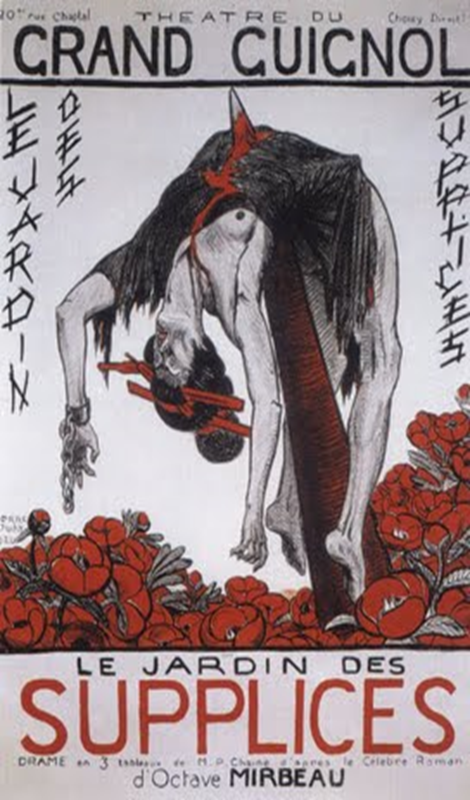 20bis rue Chaptal THEATRE DU Choisy Direct
GRAND GUIGNOL
LE JARDIN
DES
SUPPLICES
LE JARDIN DES
SUPPLICES
DRAME en 3 tableaux de M.P. Chaine d'après le Célèbre Roman
d'Octave MIRBEAU